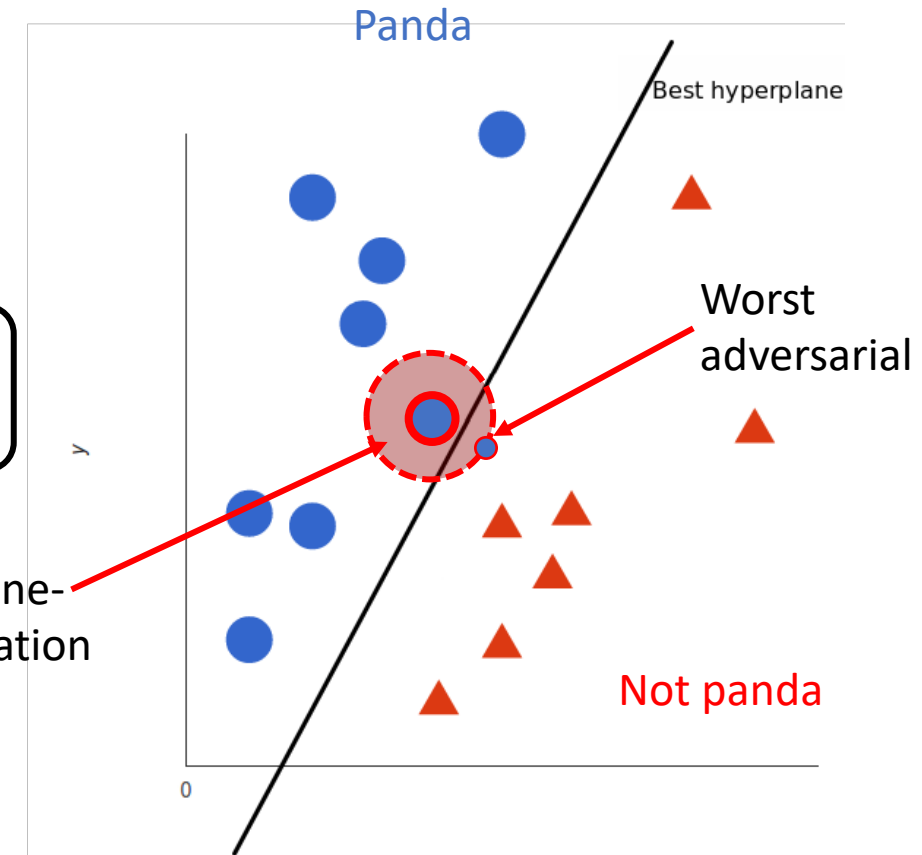 Panda
Best hyperplane
Worst
adversarial
y
ne-
ation
Not panda
0